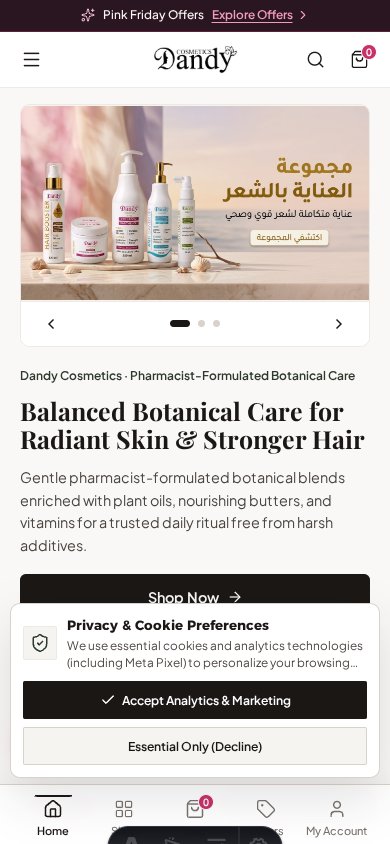 Pink Friday Offers Explore Offers
COSMETICS
Dandy
0
مجموعة
العناية بالشعر
عناية متكاملة لشعر قوي وصحي
اكتشفي المجموعة
Dandy Cosmetics · Pharmacist-Formulated Botanical Care
Balanced Botanical Care for
Radiant Skin & Stronger Hair
Gentle pharmacist-formulated botanical blends
enriched with plant oils, nourishing butters, and
vitamins for a trusted daily ritual free from harsh
additives.
Shop Now
Privacy & Cookie Preferences
We use essential cookies and analytics technologies
(including Meta Pixel) to personalize your browsing…
Accept Analytics & Marketing
Essential Only (Decline)
0
Home
My Account